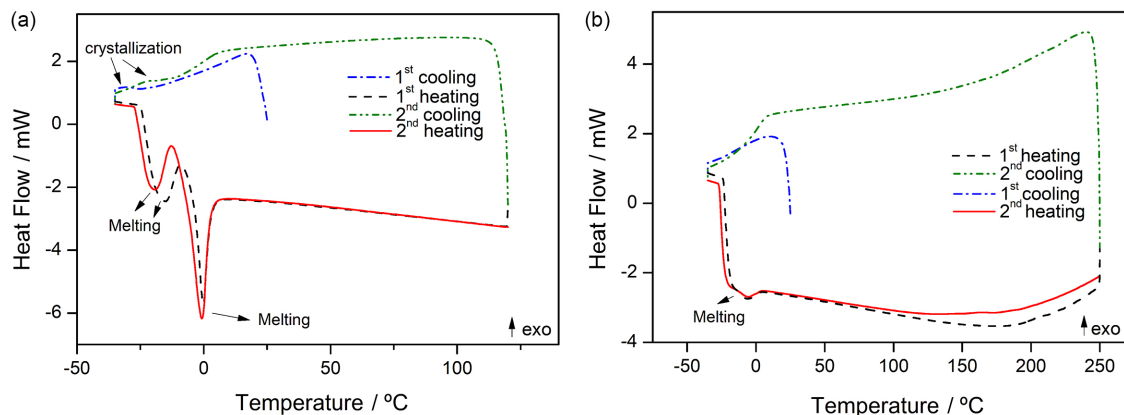 (a)
crystallization
1st cooling
1st heating
2nd cooling
2nd heating
Melting
Melting
exo
2
0
-2
-4
-6
-50
0
50
100
Heat Flow / mW
Temperature / ºC
(b)
1st heating
2nd cooling
1st cooling
2nd heating
Melting
exo
4
2
0
-2
-4
-50
0
50
100
150
200
250
Heat Flow / mW
Temperature / ºC